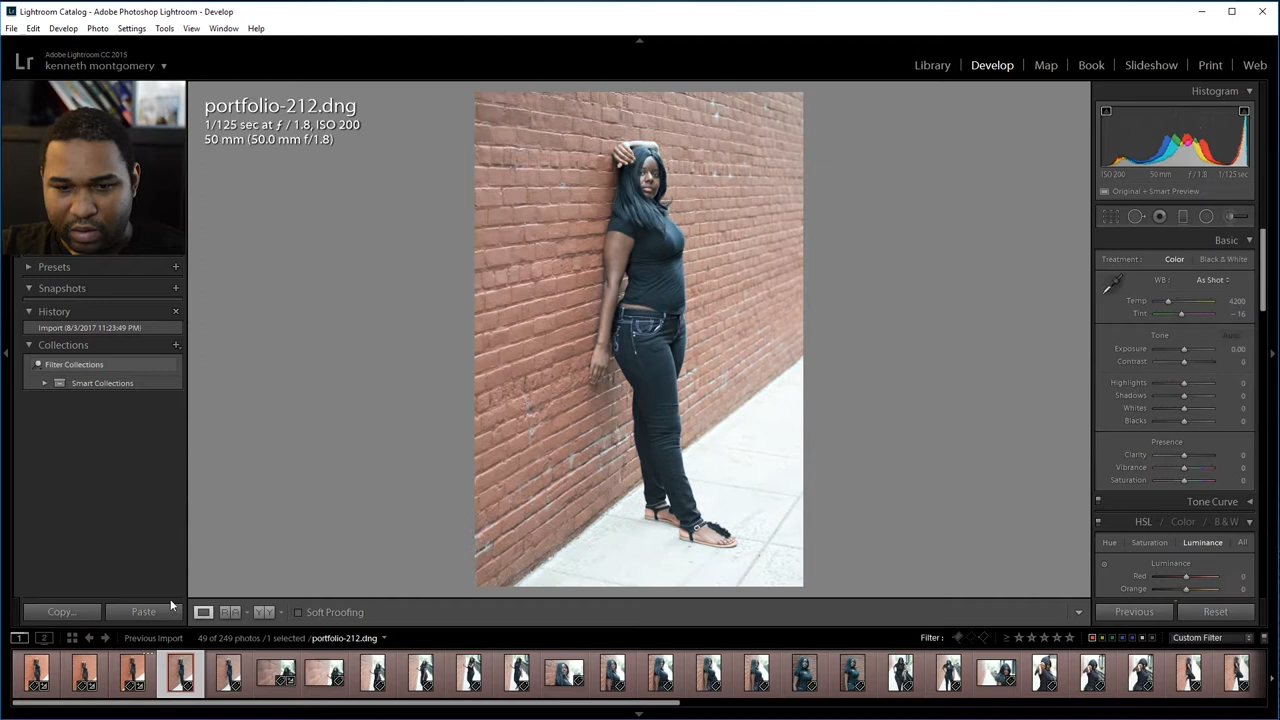 Lightroom Catalog - Adobe Photoshop Lightroom - Develop
File Edit Develop Photo Settings Tools View Window Help
Lr
Adobe Lightroom CC 2015
kenneth montgomery
Library Develop Map Book Slideshow Print Web
portfolio-212.dng
1/125 sec at ƒ / 1.8, ISO 200
50 mm (50.0 mm f/1.8)
Presets +
Snapshots +
History ×
Import (8/3/2017 11:23:49 PM)
Collections +
Filter Collections
Smart Collections
Copy... Paste
Soft Proofing
Histogram
ISO 200 50 mm ƒ / 1.8 1/125 sec
Original + Smart Preview
Basic
Treatment : Color Black & White
WB : As Shot
Temp 4200
Tint – 16
Tone Auto
Exposure 0.00
Contrast 0
Highlights 0
Shadows 0
Whites 0
Blacks 0
Presence
Clarity 0
Vibrance 0
Saturation 0
Tone Curve
HSL / Color / B & W
Hue Saturation Luminance All
Luminance
Red 0
Orange 0
Previous Reset
1 2 Previous Import 49 of 249 photos /1 selected /portfolio-212.dng Filter : Custom Filter